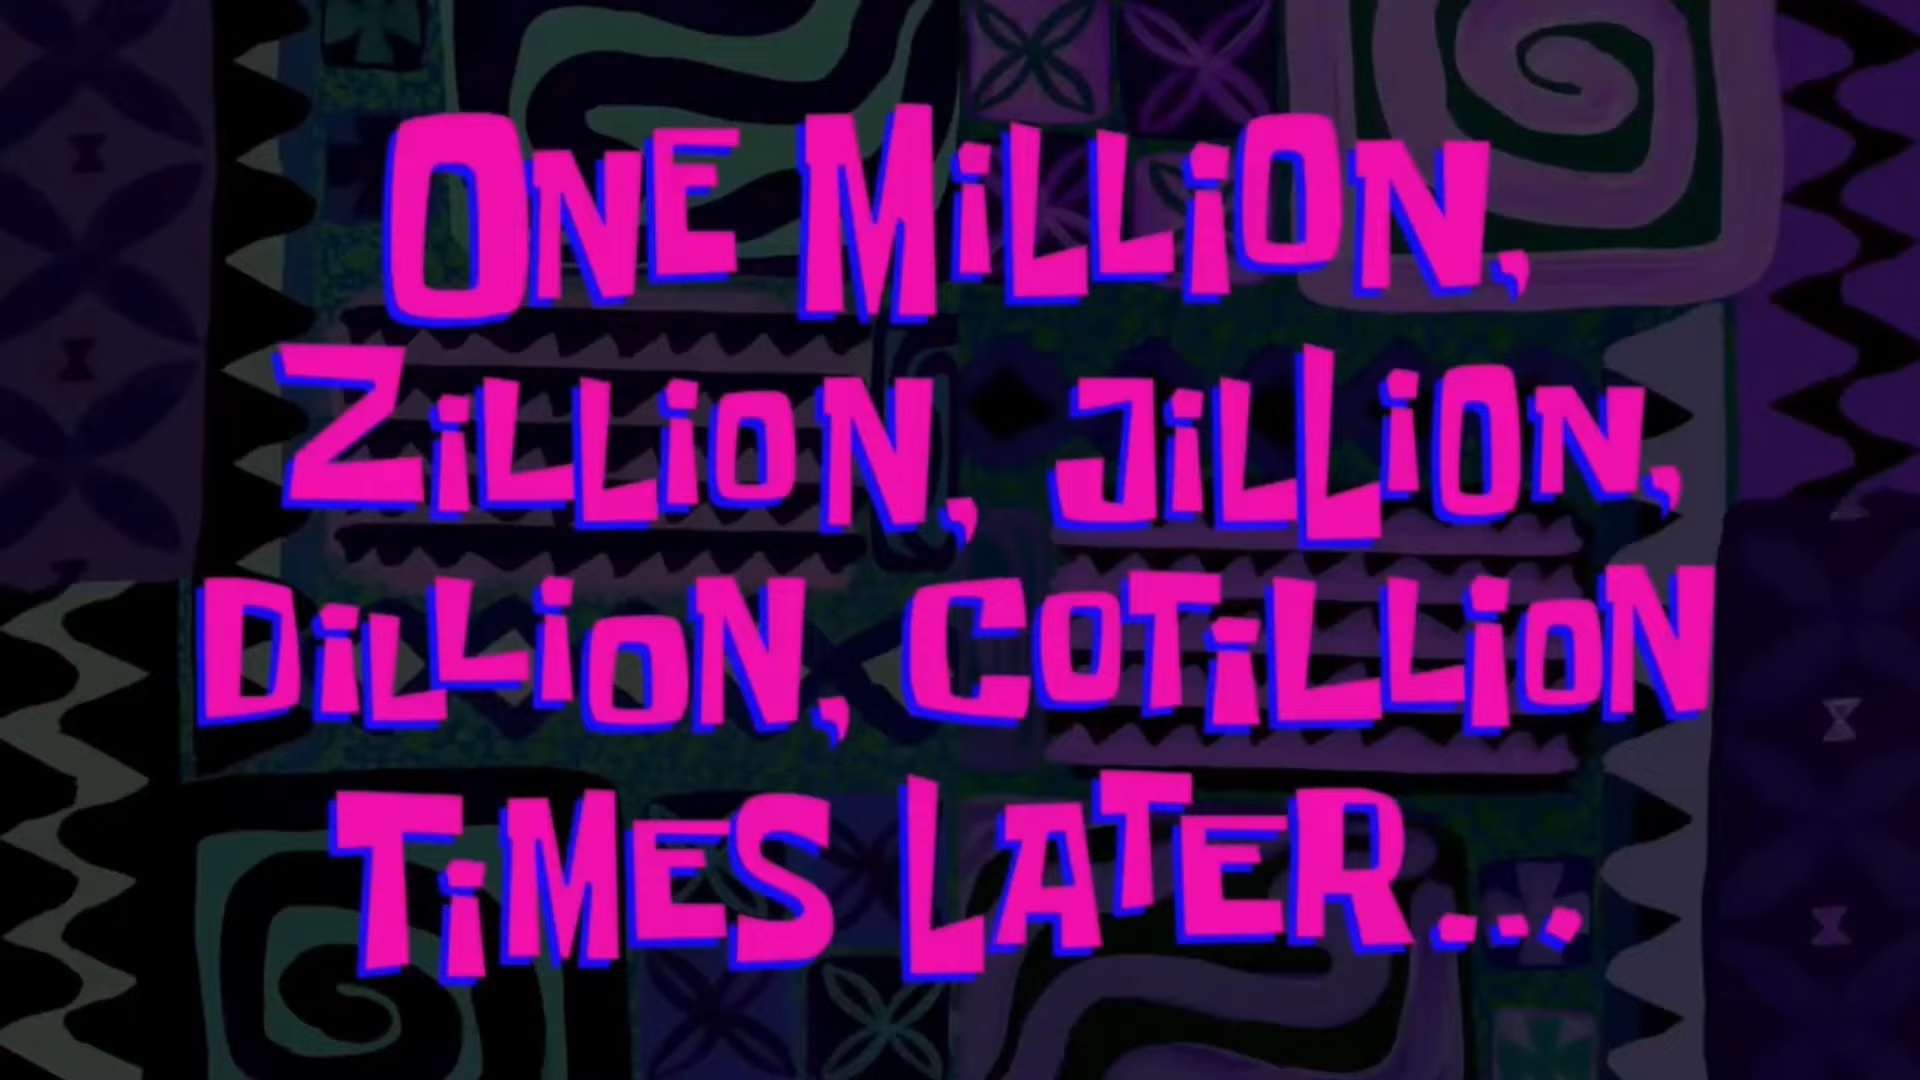 ONE MILLION,
ZILLION, JILLION,
DILLION, COTILLION
TIMES LATER...